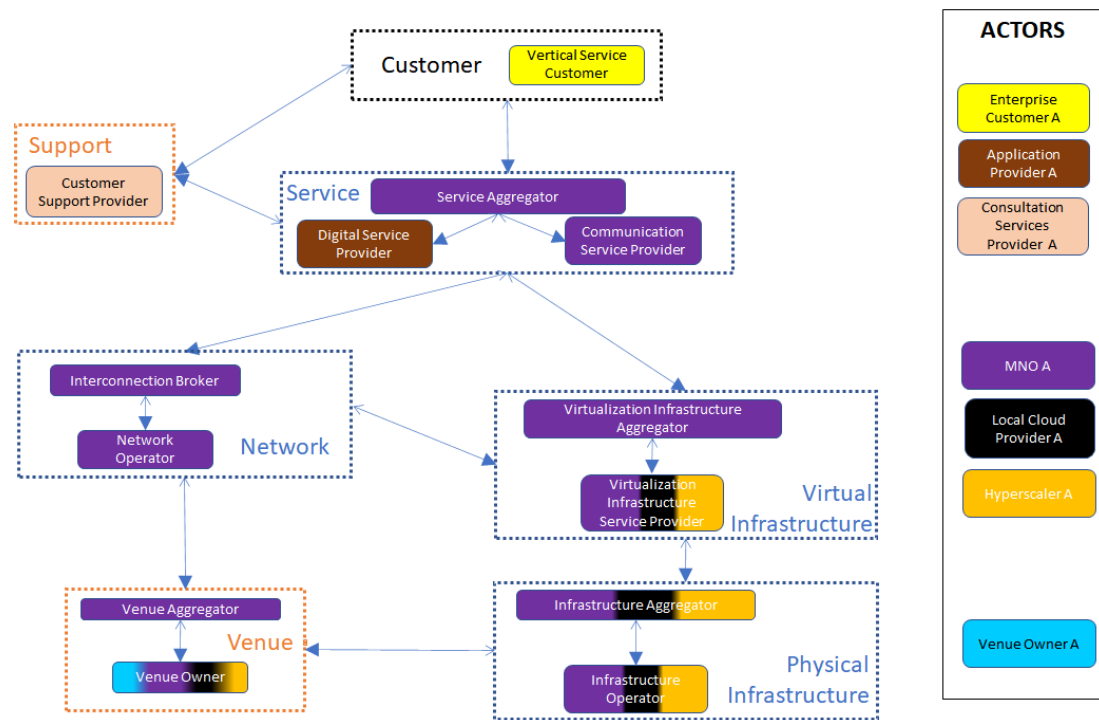 Customer
Vertical Service
Customer
Support
Customer
Support Provider
Service
Service Aggregator
Digital Service
Provider
Communication
Service Provider
Interconnection Broker
Network
Operator
Network
Virtualization Infrastructure
Aggregator
Virtualization
Infrastructure
Service Provider
Virtual
Infrastructure
Venue Aggregator
Venue
Venue Owner
Infrastructure Aggregator
Infrastructure
Operator
Physical
Infrastructure
ACTORS
Enterprise
Customer A
Application
Provider A
Consultation
Services
Provider A
MNO A
Local Cloud
Provider A
Hyperscaler A
Venue Owner A